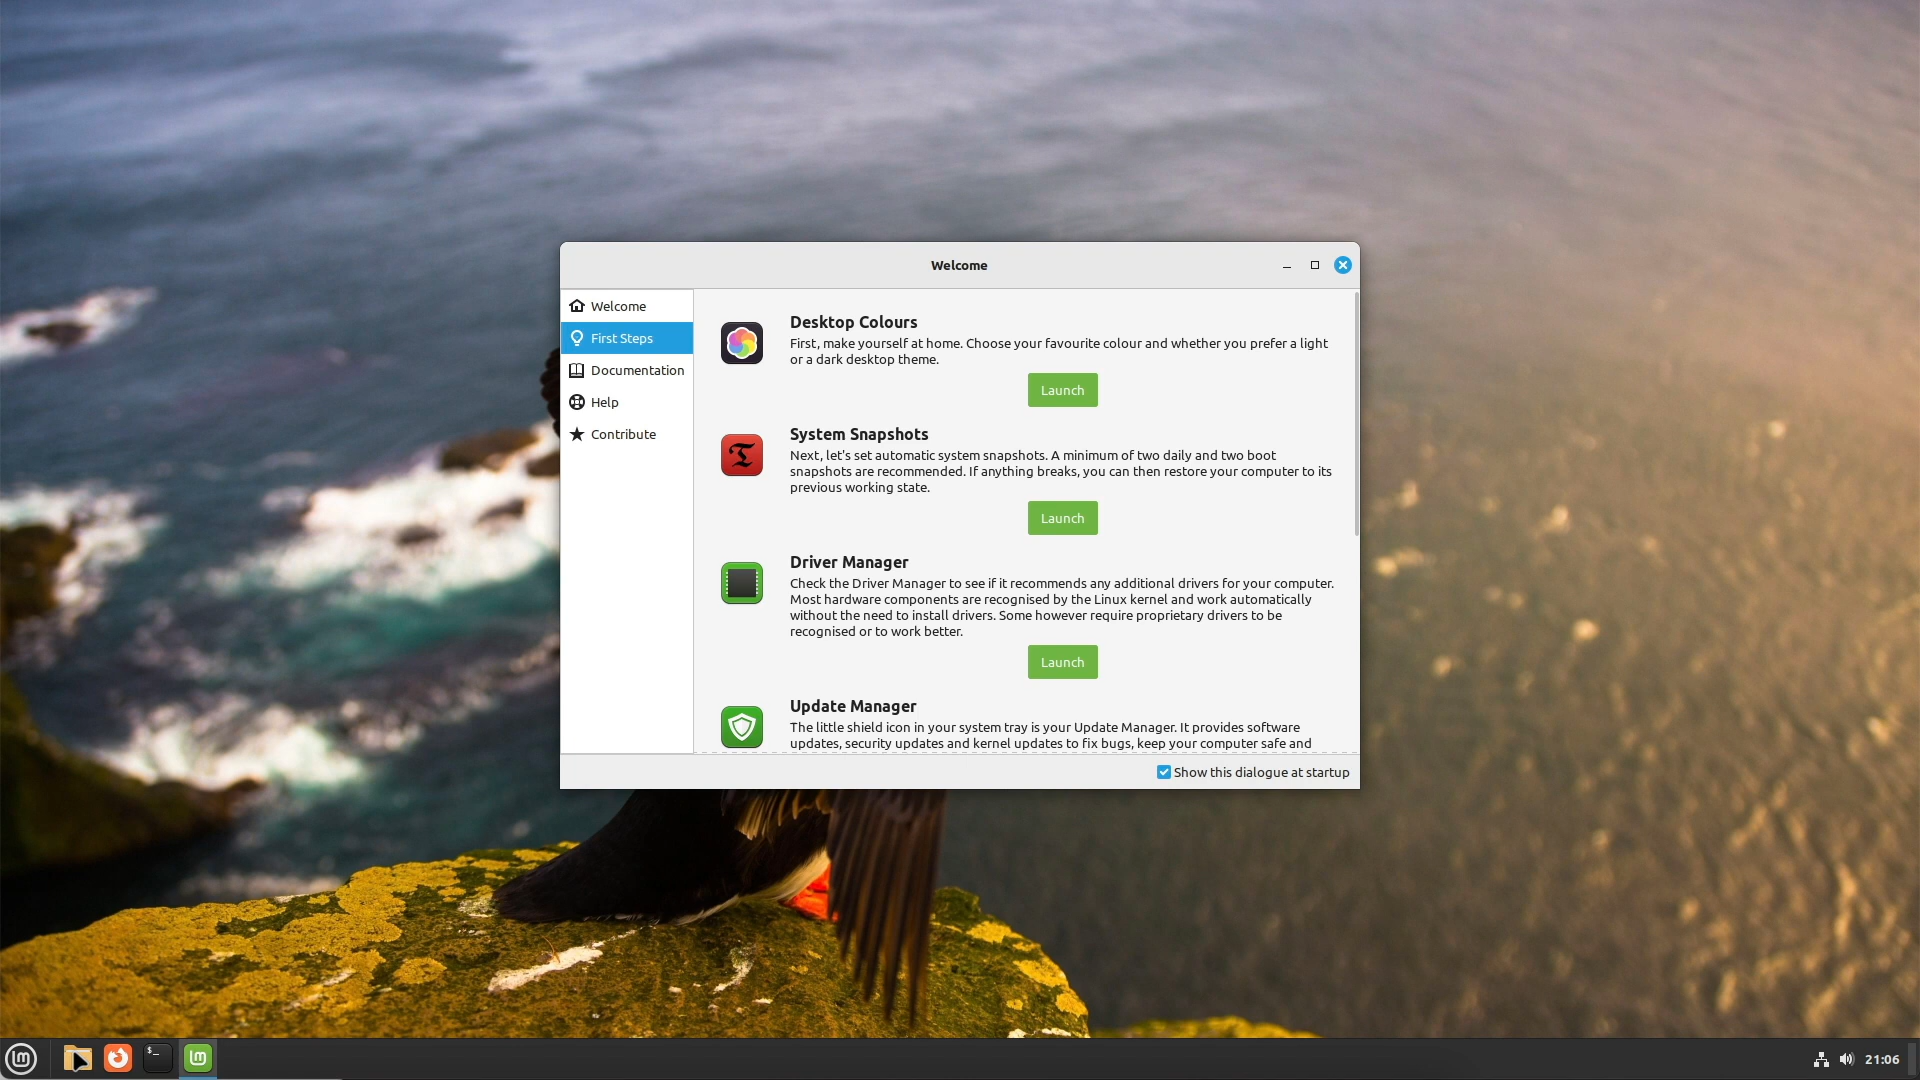 Welcome
Welcome
First Steps
Documentation
Help
Contribute
Desktop Colours
First, make yourself at home. Choose your favourite colour and whether you prefer a light
or a dark desktop theme.
Launch
System Snapshots
Next, let's set automatic system snapshots. A minimum of two daily and two boot
snapshots are recommended. If anything breaks, you can then restore your computer to its
previous working state.
Launch
Driver Manager
Check the Driver Manager to see if it recommends any additional drivers for your computer.
Most hardware components are recognised by the Linux kernel and work automatically
without the need to install drivers. Some however require proprietary drivers to be
recognised or to work better.
Launch
Update Manager
The little shield icon in your system tray is your Update Manager. It provides software
updates, security updates and kernel updates to fix bugs, keep your computer safe and
Show this dialogue at startup
$_
21:06